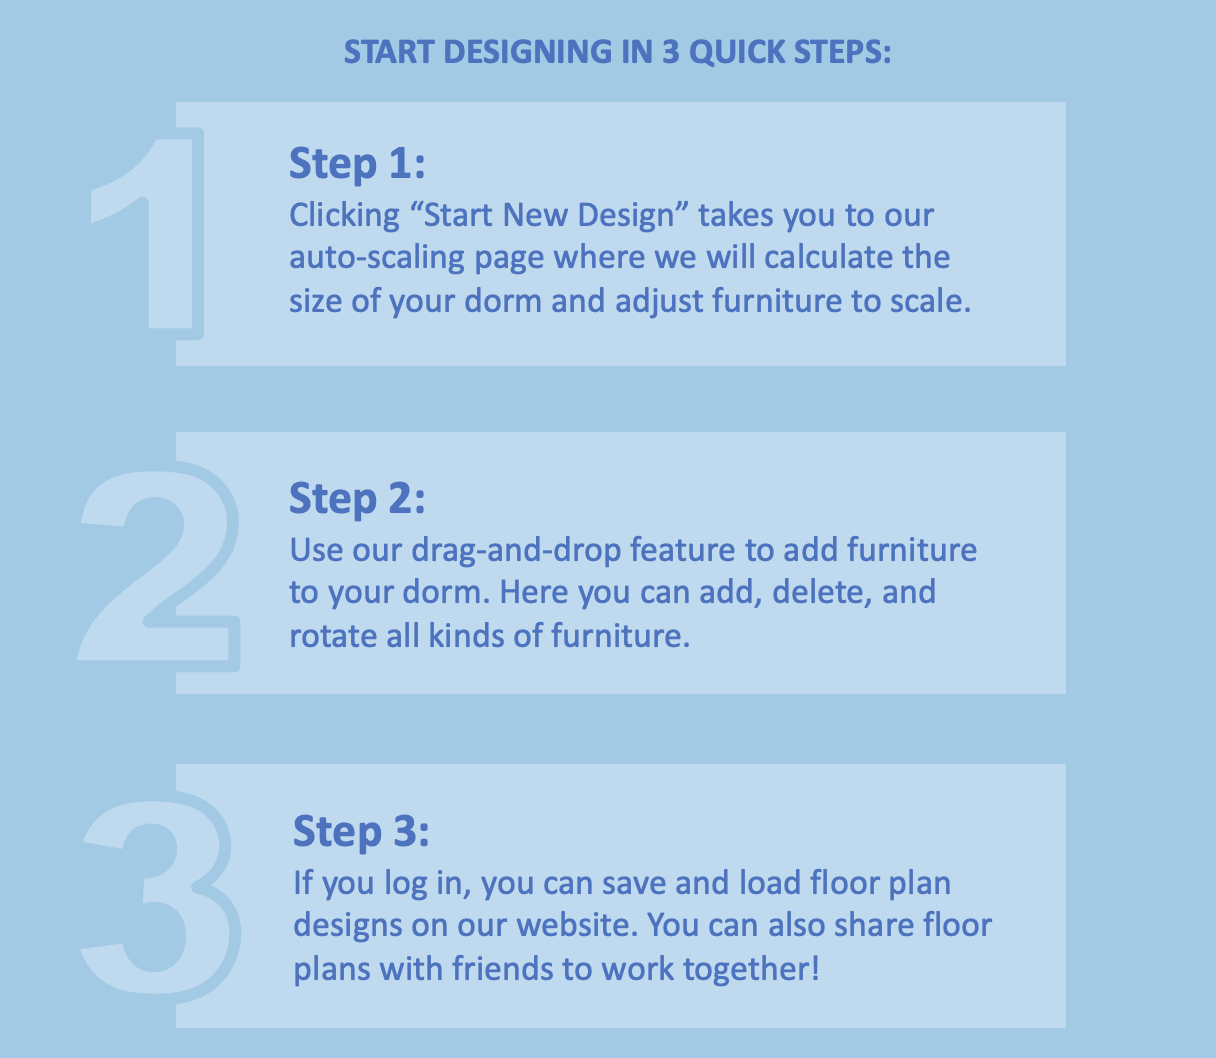 START DESIGNING IN 3 QUICK STEPS:
1
Step 1:
Clicking “Start New Design” takes you to our
auto-scaling page where we will calculate the
size of your dorm and adjust furniture to scale.
2
Step 2:
Use our drag-and-drop feature to add furniture
to your dorm. Here you can add, delete, and
rotate all kinds of furniture.
3
Step 3:
If you log in, you can save and load floor plan
designs on our website. You can also share floor
plans with friends to work together!